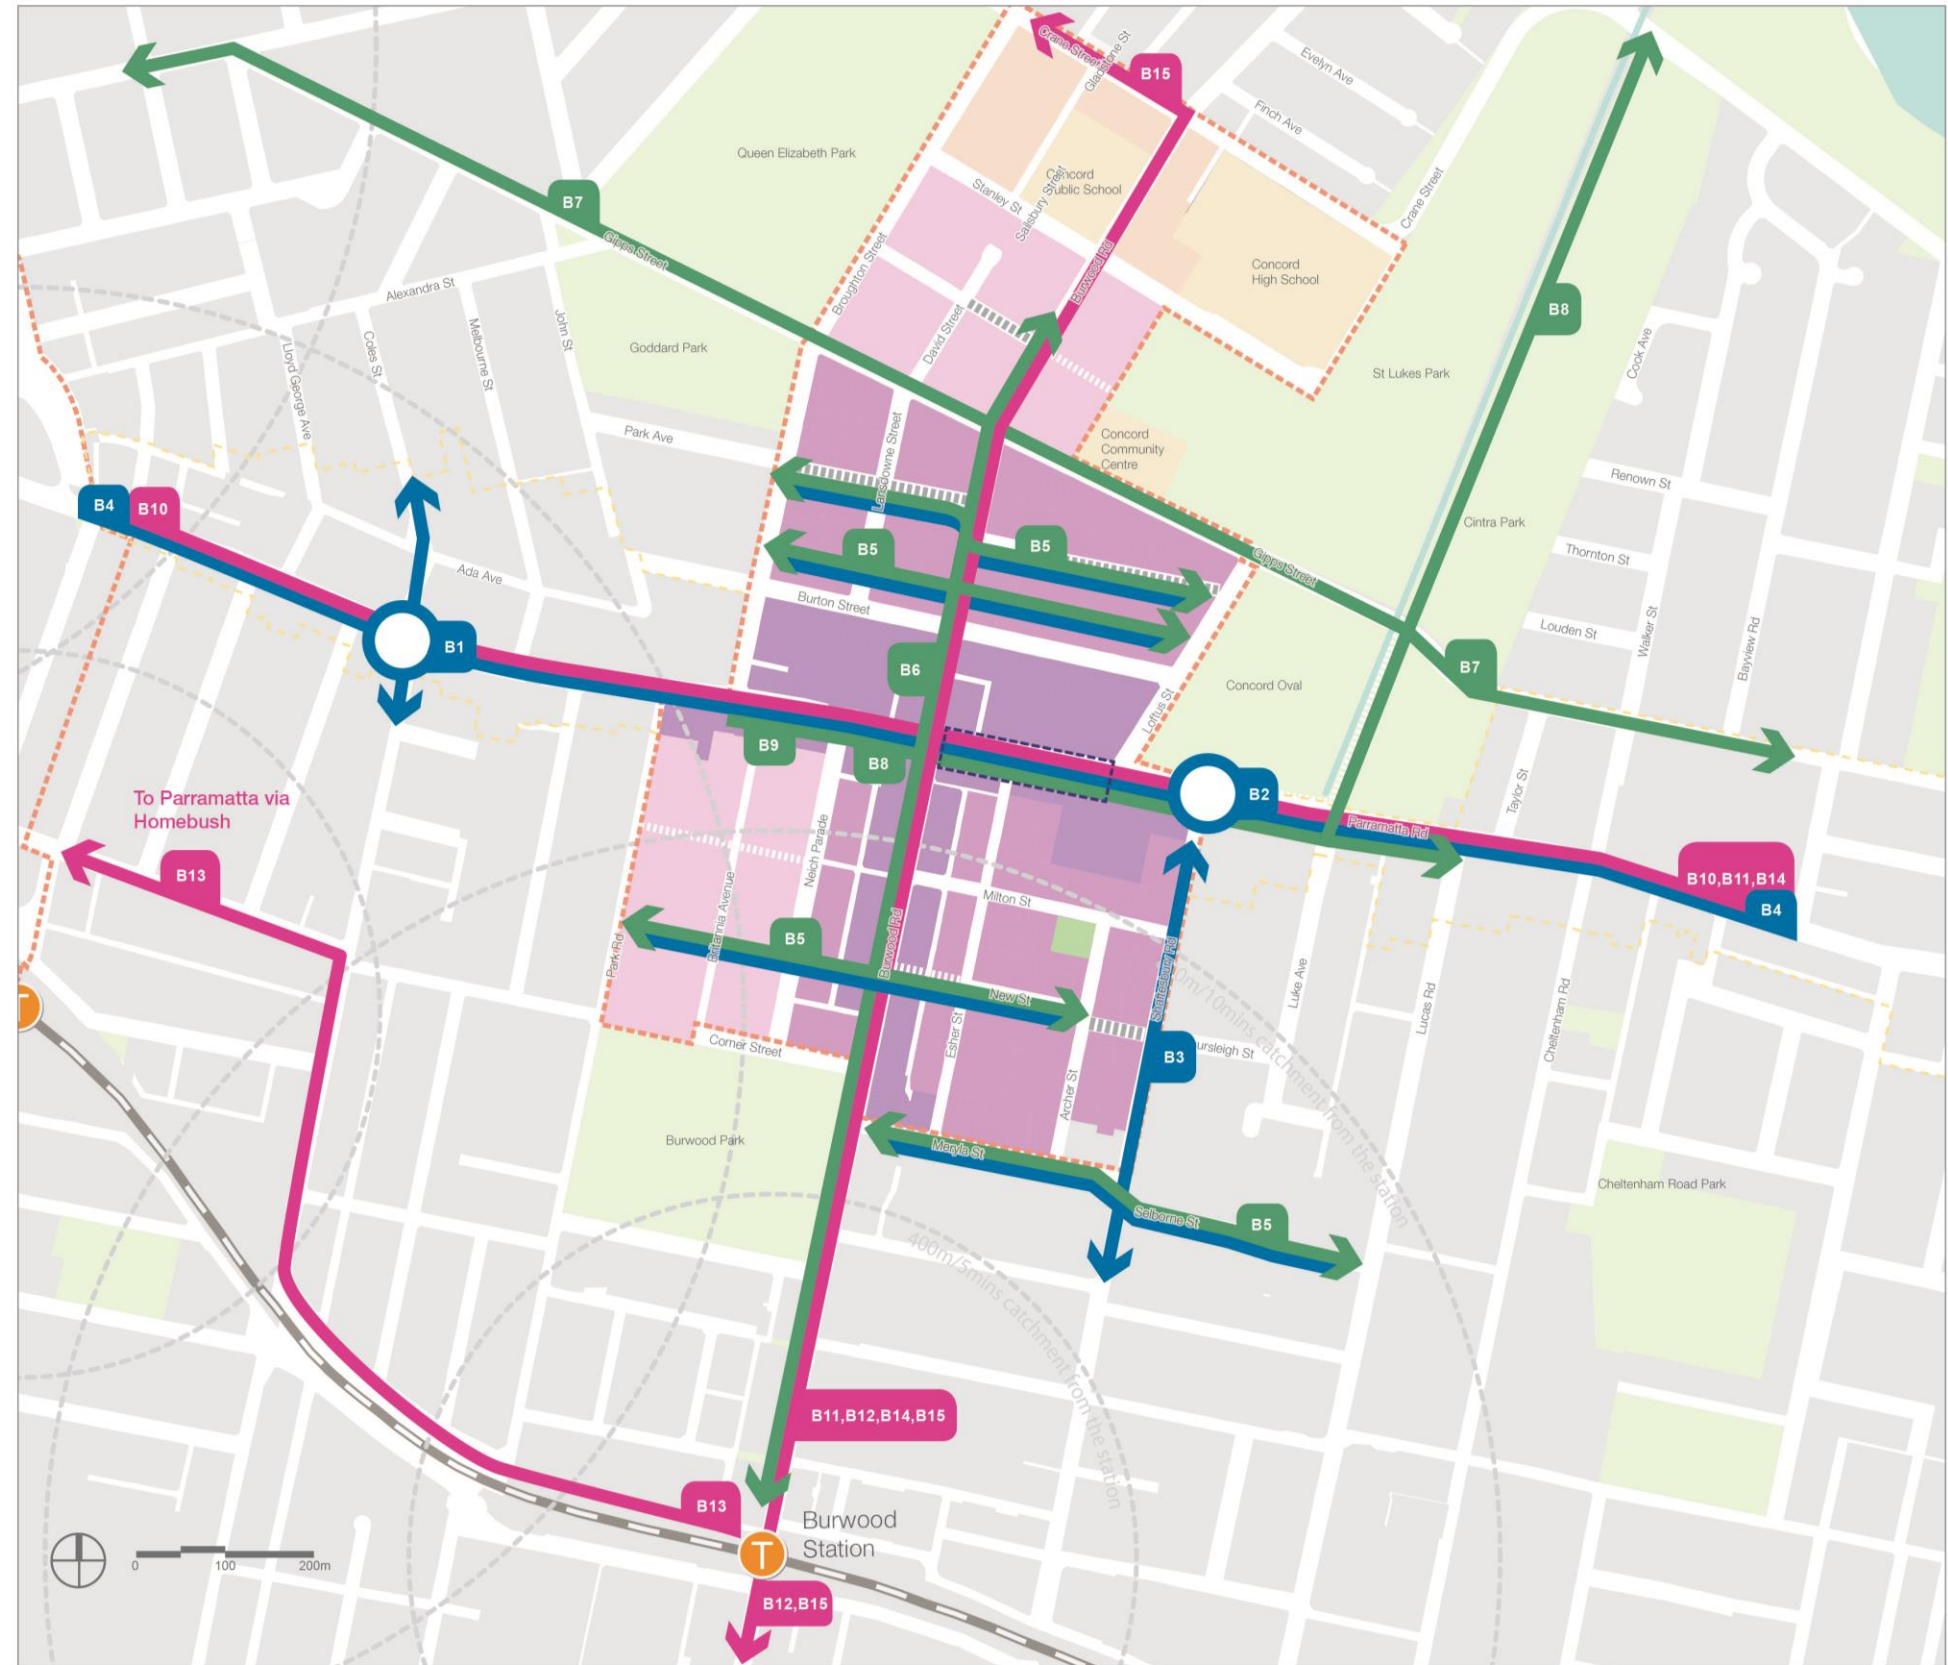 Crane Street
Gladstone St
B15
Evelyn Ave
Finch Ave
Queen Elizabeth Park
Concord
Public School
Stanley St
Salisbury Street
Crane Street
B7
Gipps Street
Broughton Street
Burwood Rd
Concord
High School
Alexandra St
B8
John St
Melbourne St
Coles St
Lloyd George Ave
David Street
Goddard Park
St Lukes Park
Cook Ave
Park Ave
Lansdowne Street
Concord
Community
Centre
Renown St
B4
B10
Cintra Park
B5
B5
Gipps Street
Thornton St
Ada Ave
Burton Street
Louden St
Walker St
Bayview Rd
B1
B6
B7
Concord Oval
Loftus St
B9
B8
B2
Taylor St
To Parramatta via
Homebush
Parramatta Rd
Neich Parade
B13
B10,B11,B14
B4
Milton St
Britannia Avenue
Park Rd
B5
Burwood Rd
Shaftesbury Rd
New St
Luke Ave
Lucas Rd
Cheltenham Rd
Esher St
Corner Street
B3
Archer St
Burwood Park
Meryla St
Cheltenham Road Park
Selborne St
B5
400m/5mins catchment from the station
B11,B12,B14,B15
B13
Burwood
Station
T
T
0 100 200m
B12,B15